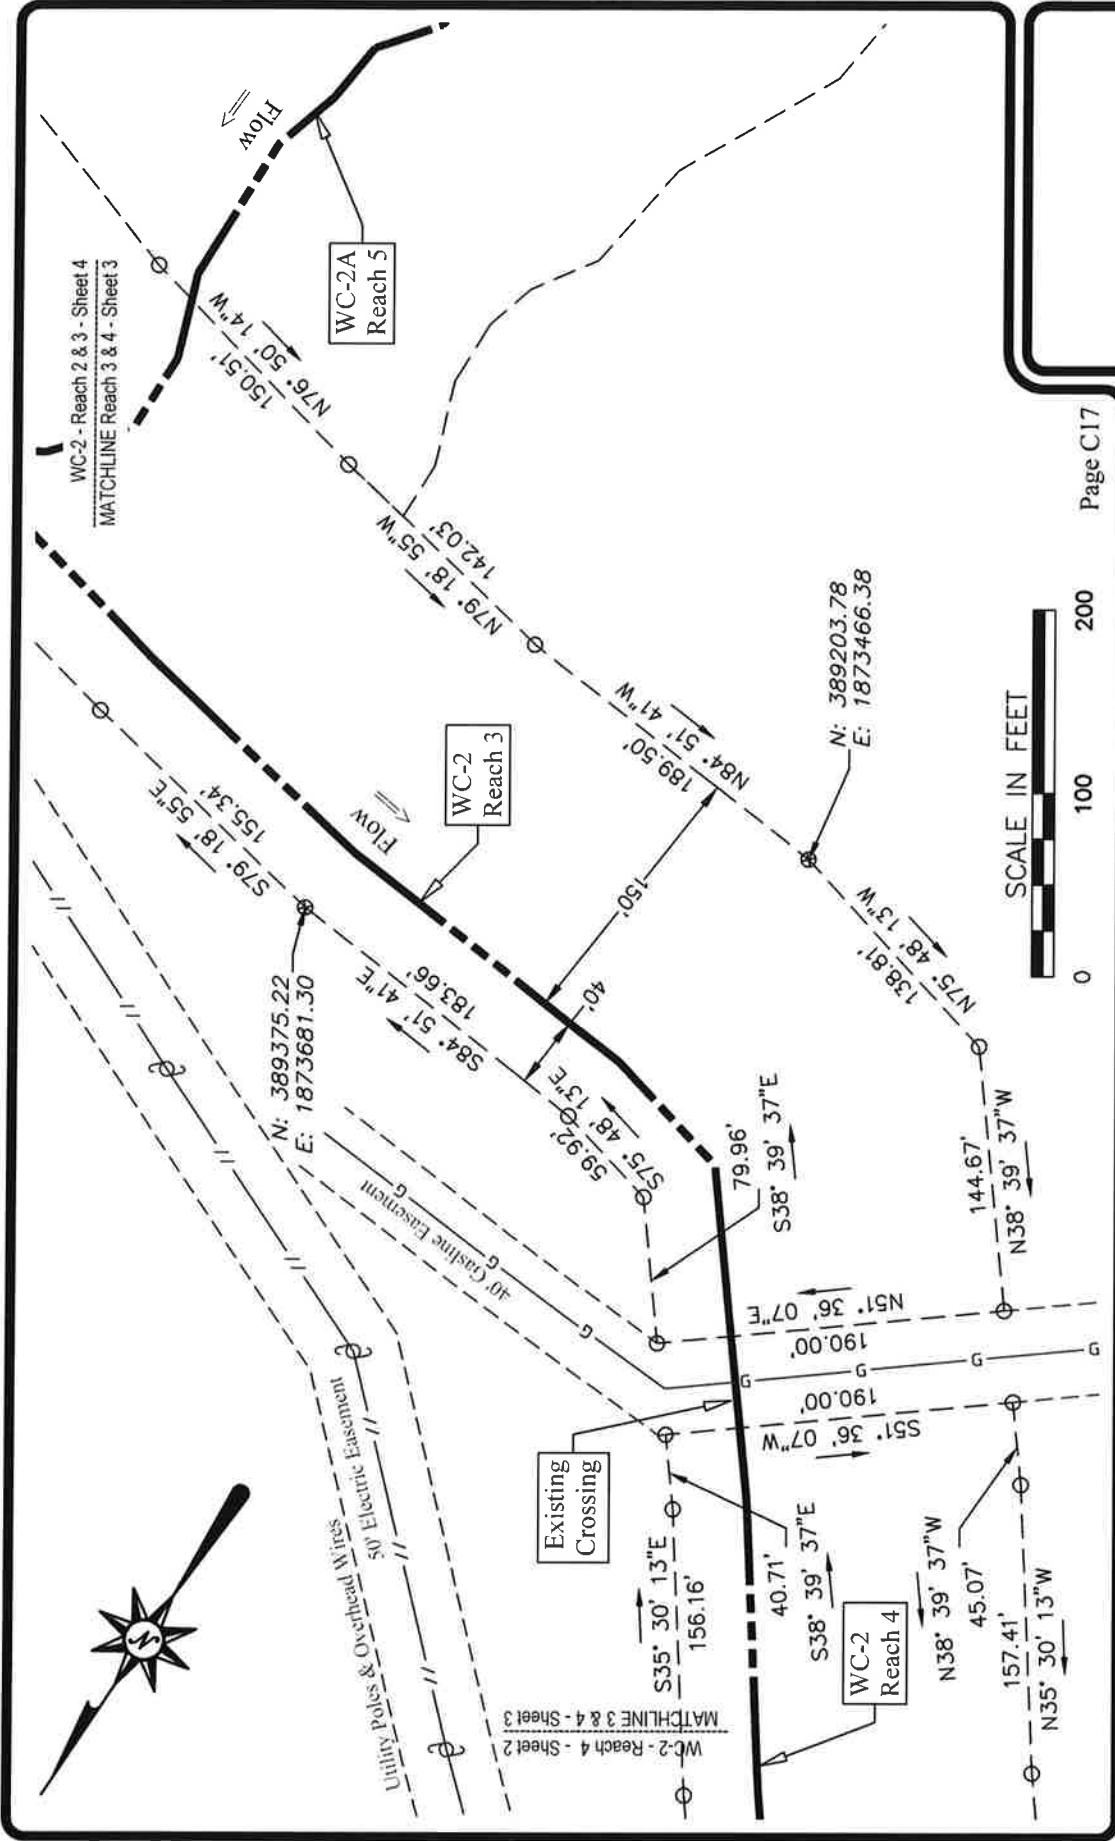 WC-2 - Reach 2 & 3 - Sheet 4
MATCHLINE Reach 3 & 4 - Sheet 3
Flow
WC-2A
Reach 5
N76° 50' 14"W
150.51'
N79° 18' 55"W
142.03'
N84° 51' 41"W
189.50'
N: 389203.78
E: 1873466.38
N75° 48' 13"W
138.81'
144.67'
N38° 39' 37"W
WC-2
Reach 3
Flow
150'
40'
S79° 18' 55"E
155.34'
N: 389375.22
E: 1873681.30
S84° 51' 41"E
183.66'
S75° 48' 13"E
59.92'
79.96'
S38° 39' 37"E
40' Gasline Easement
G
G
G
G
G
G
G
N51° 36' 07"E
190.00'
190.00'
S51° 36' 07"W
Existing
Crossing
Utility Poles & Overhead Wires
50' Electric Easement
N
S35° 30' 13"E
156.16'
40.71'
S38° 39' 37"E
WC-2
Reach 4
N38° 39' 37"W
45.07'
157.41'
N35° 30' 13"W
WC-2 - Reach 4 - Sheet 2
MATCHLINE 3 & 4 - Sheet 3
SCALE IN FEET
0 100 200
Page C17